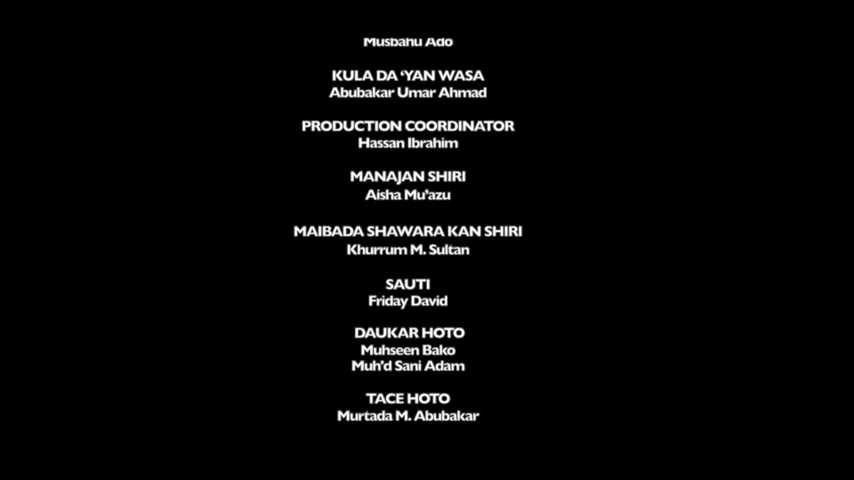 Musbahu Ado
KULA DA ‘YAN WASA
Abubakar Umar Ahmad
PRODUCTION COORDINATOR
Hassan Ibrahim
MANAJAN SHIRI
Aisha Mu’azu
MAIBADA SHAWARA KAN SHIRI
Khurrum M. Sultan
SAUTI
Friday David
DAUKAR HOTO
Muhseen Bako
Muh'd Sani Adam
TACE HOTO
Murtada M. Abubakar